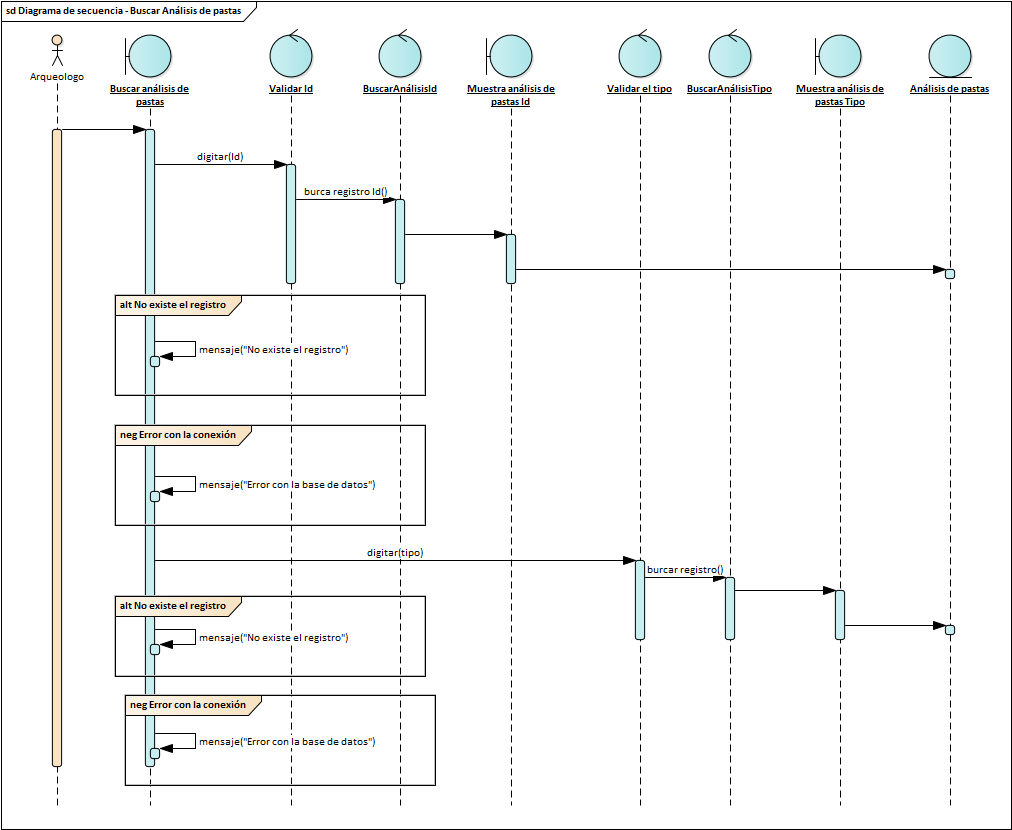 sd Diagrama de secuencia - Buscar Análisis de pastas
Arqueologo
Buscar análisis de
pastas
Validar Id
BuscarAnálisisId
Muestra análisis de
pastas Id
Validar el tipo
BuscarAnálisisTipo
Muestra análisis de
pastas Tipo
Análisis de pastas
digitar(Id)
burca registro Id()
alt No existe el registro
mensaje("No existe el registro")
neg Error con la conexión
mensaje("Error con la base de datos")
digitar(tipo)
burcar registro()
alt No existe el registro
mensaje("No existe el registro")
neg Error con la conexión
mensaje("Error con la base de datos")